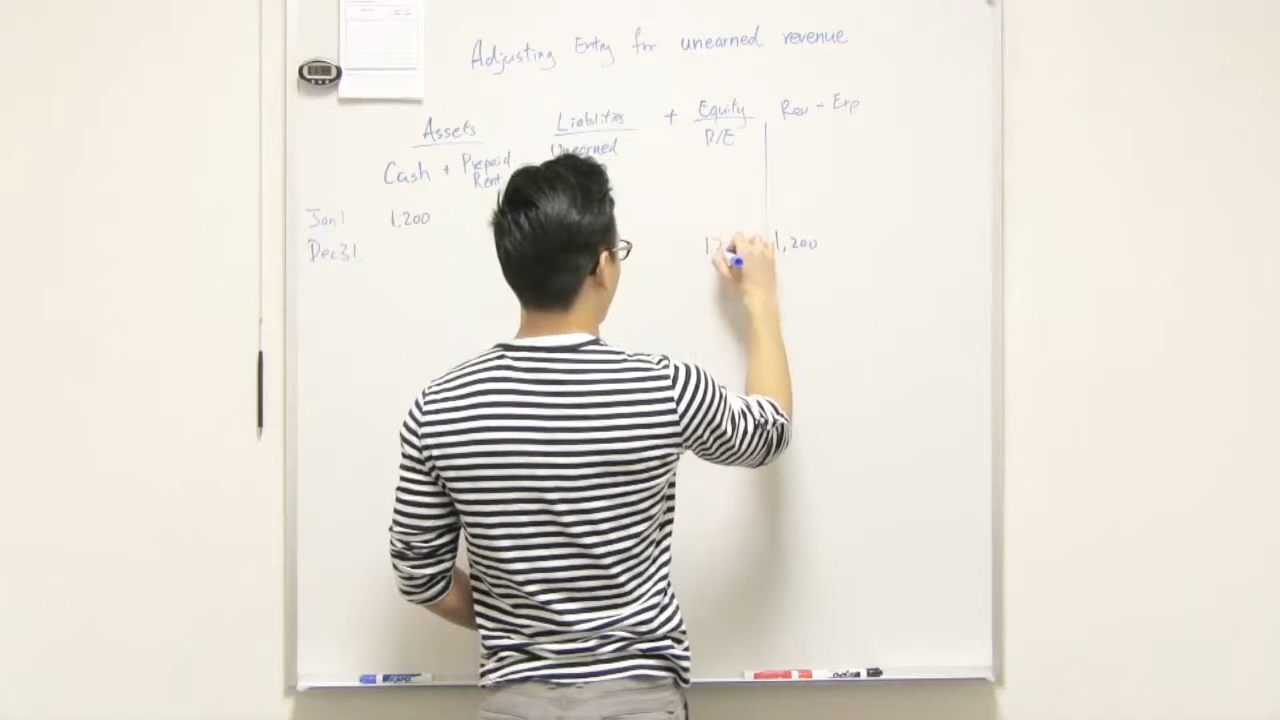 Adjusting Entry for unearned revenue
Assets Liablities + Equity Rev - Exp
Cash + Prepaid Rent Unearned R/E
Jan 1 1,200
Dec 31 1,200